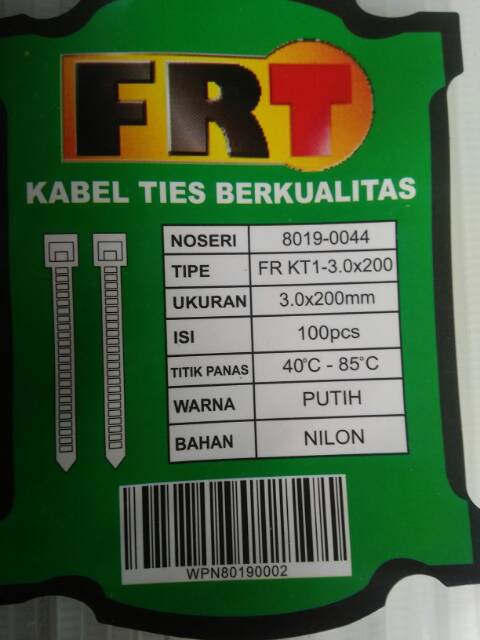 FRT
KABEL TIES BERKUALITAS
NOSERI 8019-0044
TIPE FR KT1-3.0x200
UKURAN 3.0x200mm
ISI 100pcs
TITIK PANAS 40°C - 85°C
WARNA PUTIH
BAHAN NILON
WPN80190002